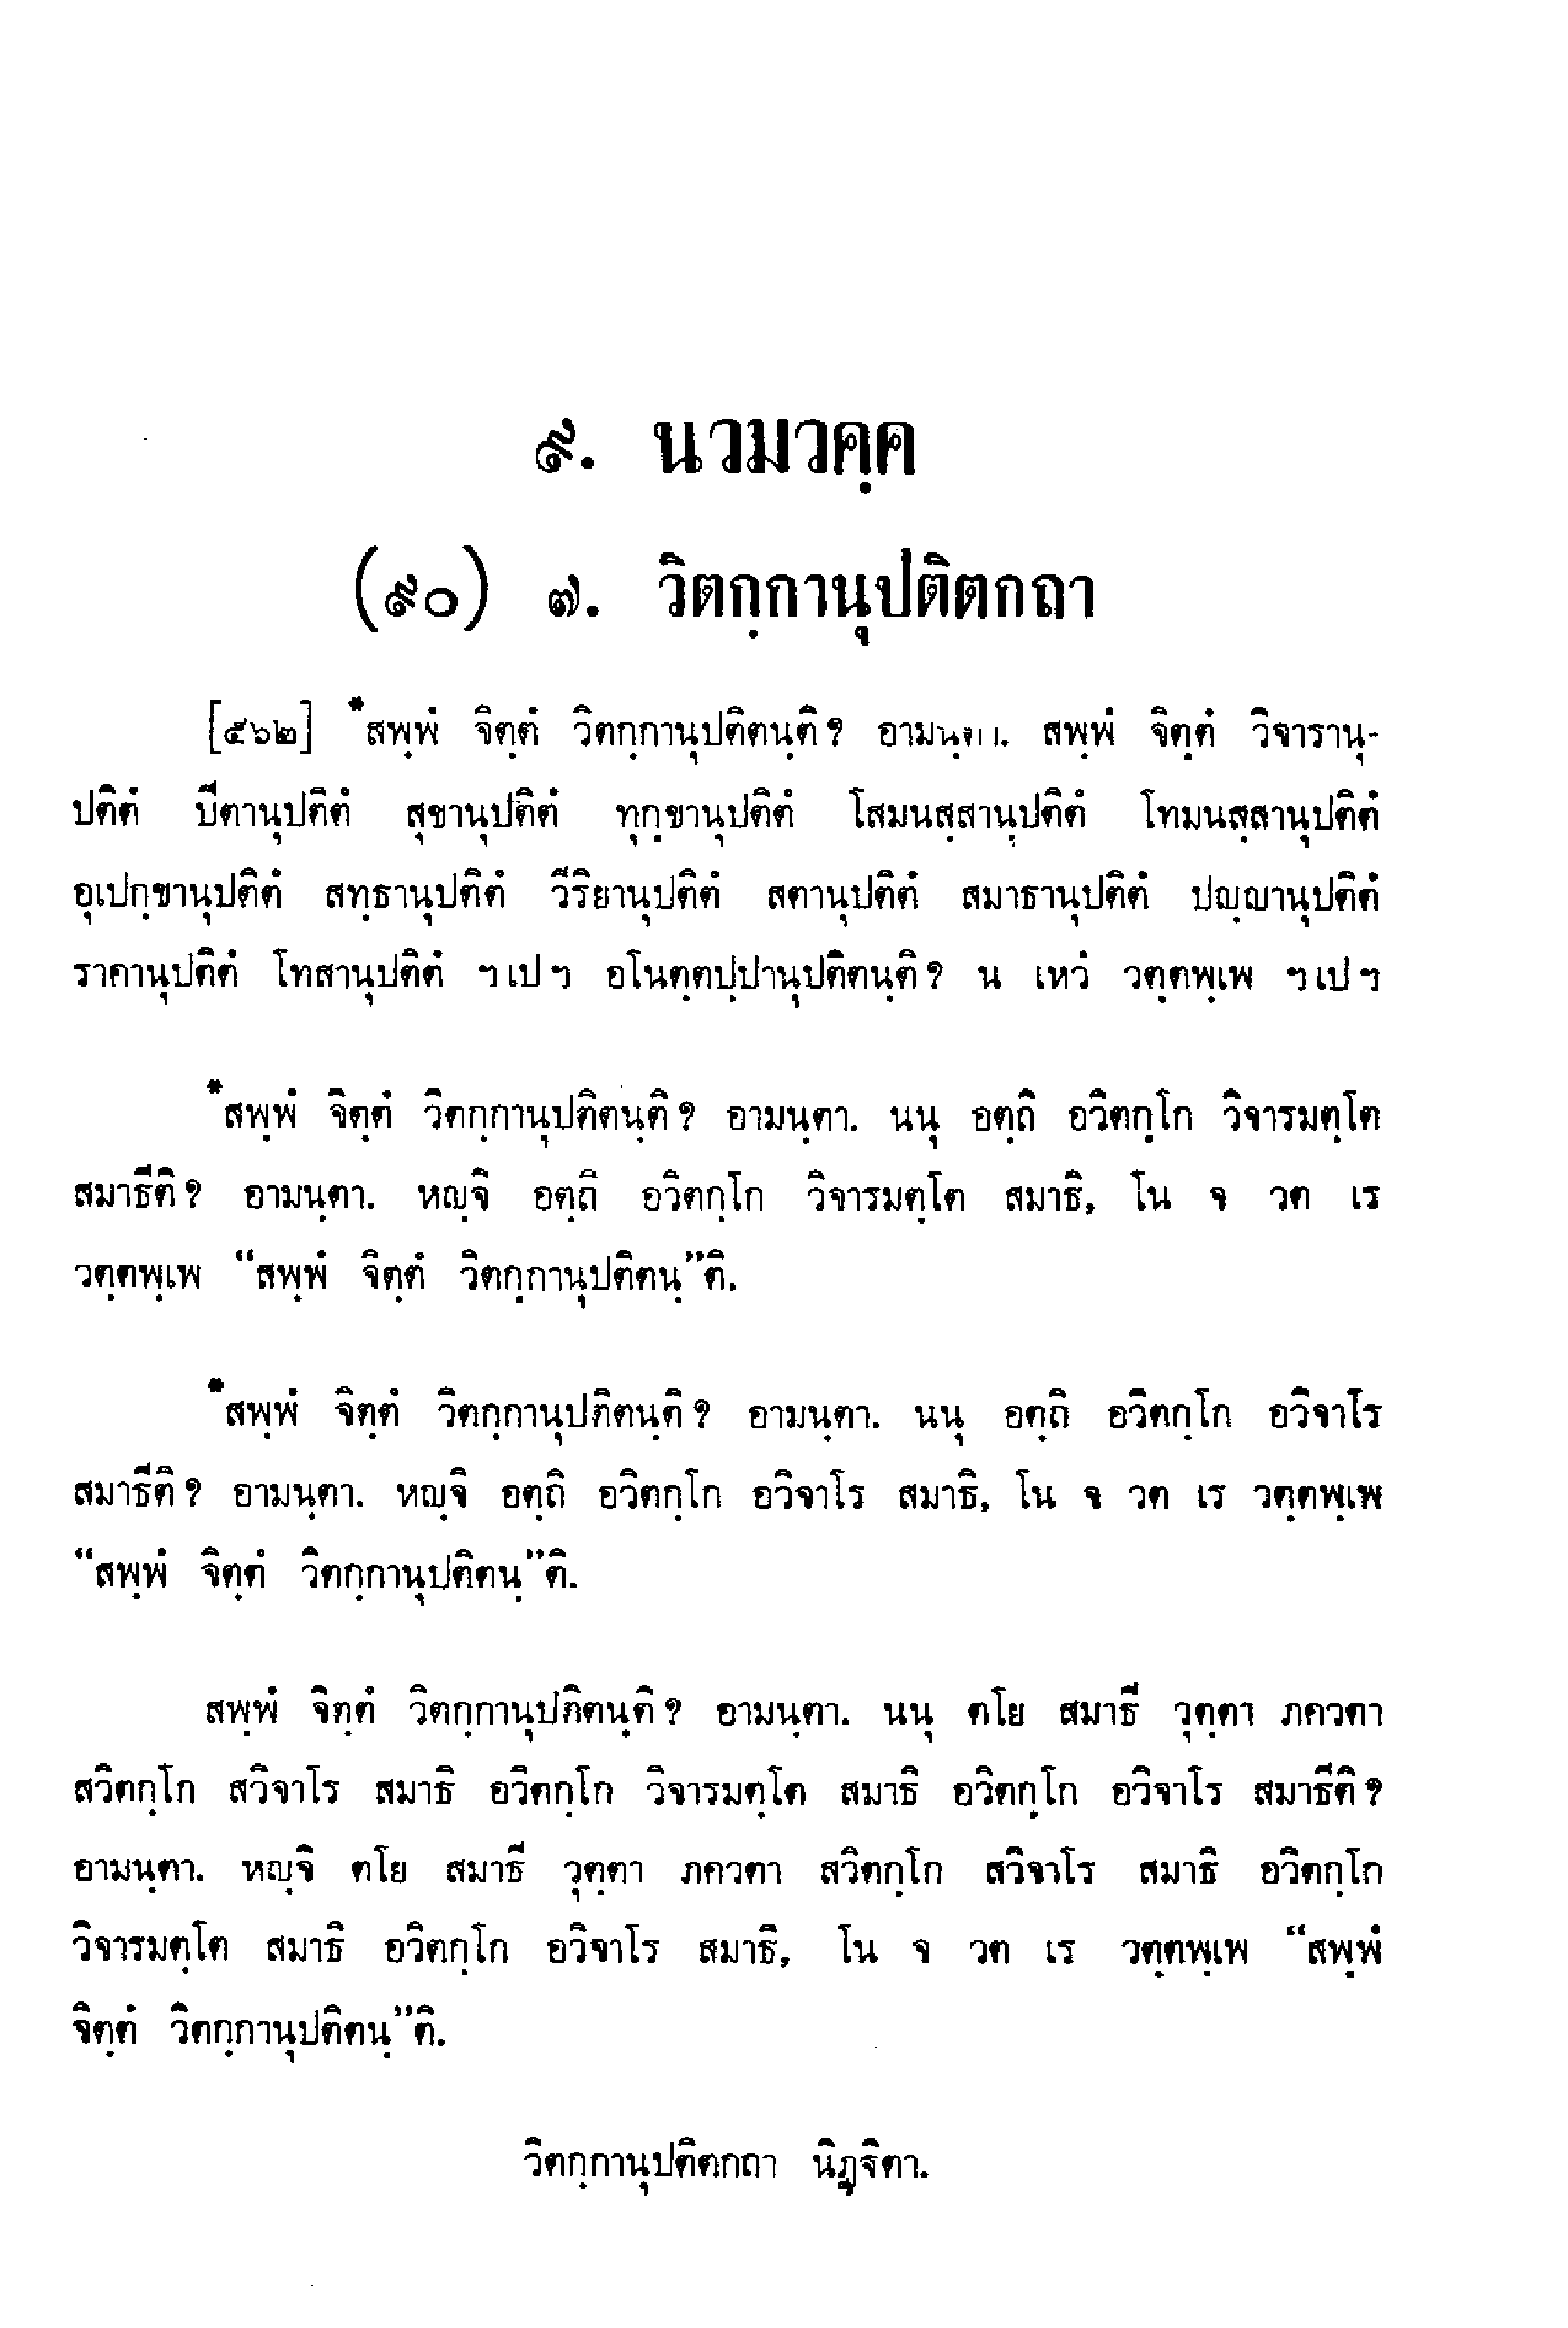 ๙. นวมวคฺค
(๙๐) ๗. วิตกฺกานุปติตกถา
[๕๖๒] *สพฺพํ จิตฺตํ วิตกฺกานุปติตนฺติ? สพฺพํ จิตฺตํ วิจารานุ-
ปติตํ ปีตานุปติตํ สุขานุปติตํ ทุกฺขานุปติตํ โสมนสฺสานุปติตํ โทมนสฺสานุปติตํ
อุเปกฺขานุปติตํ สทฺธานุปติตํ วีริยานุปติตํ สตานุปติตํ สมาธานุปติตํ ปญฺญานุปติตํ
ราคานุปติตํ โทสานุปติตํ ฯเปฯ อโนตฺตปฺปานุปติตนฺติ? น เหวํ วตฺตพฺเพ ฯเปฯ
*สพฺพํ จิตฺตํ วิตกฺกานุปติตนฺติ? อามนฺตา. นนุ อตฺถิ อวิตกฺโก วิจารมตฺโต
สมาธีติ? อามนฺตา. หญฺจิ อตฺถิ อวิตกฺโก วิจารมตฺโต สมาธิ, โน จ วต เร
วตฺตพฺเพ “สพฺพํ จิตฺตํ วิตกฺกานุปติตนฺ”ติ.
*สพฺพํ จิตฺตํ วิตกฺกานุปติตนฺติ? อามนฺตา. นนุ อตฺถิ อวิตกฺโก อวิจาโร
สมาธีติ? อามนฺตา. หญฺจิ อตฺถิ อวิตกฺโก อวิจาโร สมาธิ, โน จ วต เร วตฺตพฺเพ
“สพฺพํ จิตฺตํ วิตกฺกานุปติตนฺ”ติ.
สพฺพํ จิตฺตํ วิตกฺกานุปติตนฺติ? อามนฺตา. นนุ ตโย สมาธี วุตฺตา ภควตา
สวิตกฺโก สวิจาโร สมาธิ อวิตกฺโก วิจารมตฺโต สมาธิ อวิตกฺโก อวิจาโร สมาธีติ?
อามนฺตา. หญฺจิ ตโย สมาธี วุตฺตา ภควตา สวิตกฺโก สวิจาโร สมาธิ อวิตกฺโก
วิจารมตฺโต สมาธิ อวิตกฺโก อวิจาโร สมาธิ, โน จ วต เร วตฺตพฺเพ “สพฺพํ
จิตฺตํ วิตกฺกานุปติตนฺ”ติ.
วิตกฺกานุปติตกถา นิฏฺฐิตา.